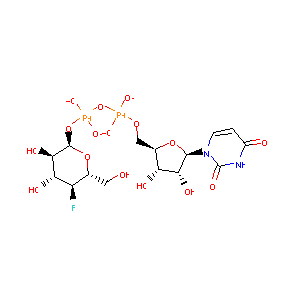 -O O-
P+ O P+
O O- -O O
HO O OH O
HO F HO OH
N O NH O